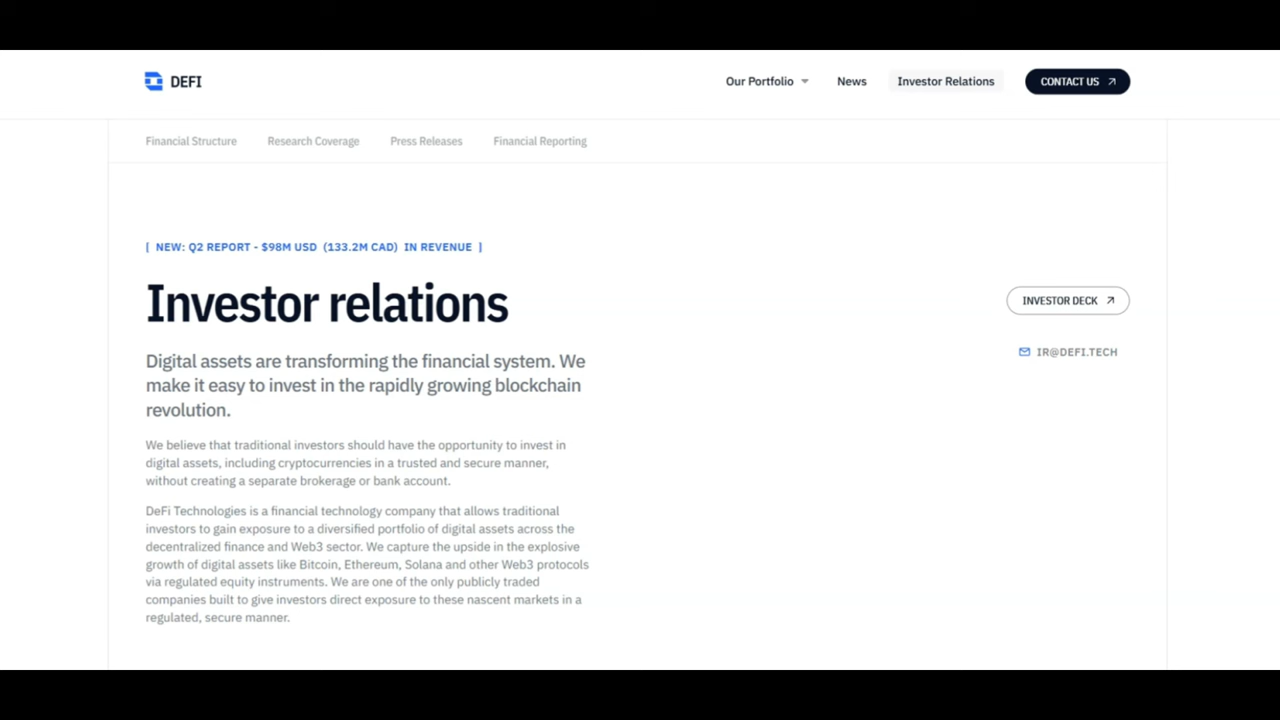 DEFI
Our Portfolio
News
Investor Relations
CONTACT US
Financial Structure
Research Coverage
Press Releases
Financial Reporting
[ NEW: Q2 REPORT - $98M USD (133.2M CAD) IN REVENUE ]
Investor relations
INVESTOR DECK
IR@DEFI.TECH
Digital assets are transforming the financial system. We
make it easy to invest in the rapidly growing blockchain
revolution.
We believe that traditional investors should have the opportunity to invest in
digital assets, including cryptocurrencies in a trusted and secure manner,
without creating a separate brokerage or bank account.
DeFi Technologies is a financial technology company that allows traditional
investors to gain exposure to a diversified portfolio of digital assets across the
decentralized finance and Web3 sector. We capture the upside in the explosive
growth of digital assets like Bitcoin, Ethereum, Solana and other Web3 protocols
via regulated equity instruments. We are one of the only publicly traded
companies built to give investors direct exposure to these nascent markets in a
regulated, secure manner.